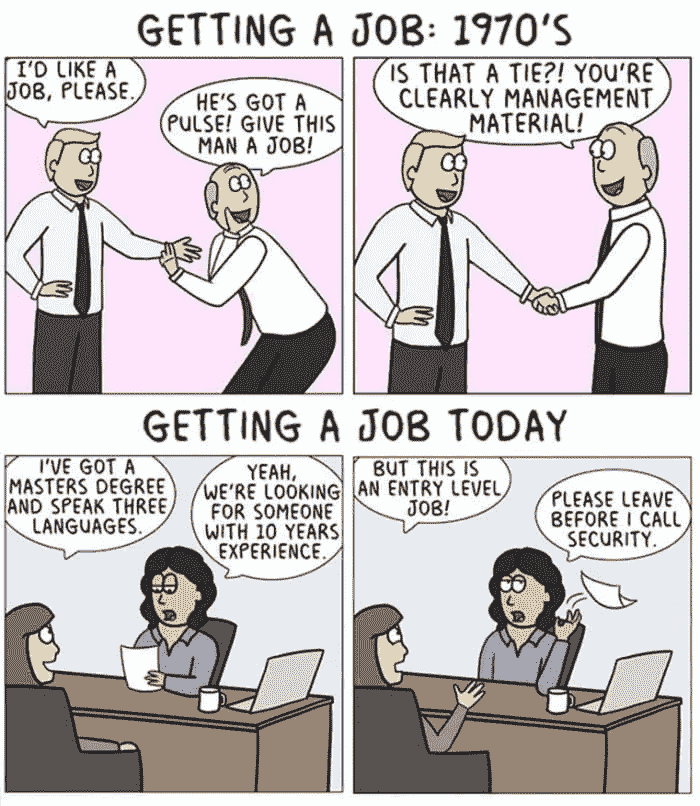 GETTING A JOB: 1970'S
I'D LIKE A
JOB, PLEASE.
HE'S GOT A
PULSE! GIVE THIS
MAN A JOB!
IS THAT A TIE?! YOU'RE
CLEARLY MANAGEMENT
MATERIAL!
GETTING A JOB TODAY
I'VE GOT A
MASTERS DEGREE
AND SPEAK THREE
LANGUAGES.
YEAH,
WE'RE LOOKING
FOR SOMEONE
WITH 10 YEARS
EXPERIENCE.
BUT THIS IS
AN ENTRY LEVEL
JOB!
PLEASE LEAVE
BEFORE I CALL
SECURITY.